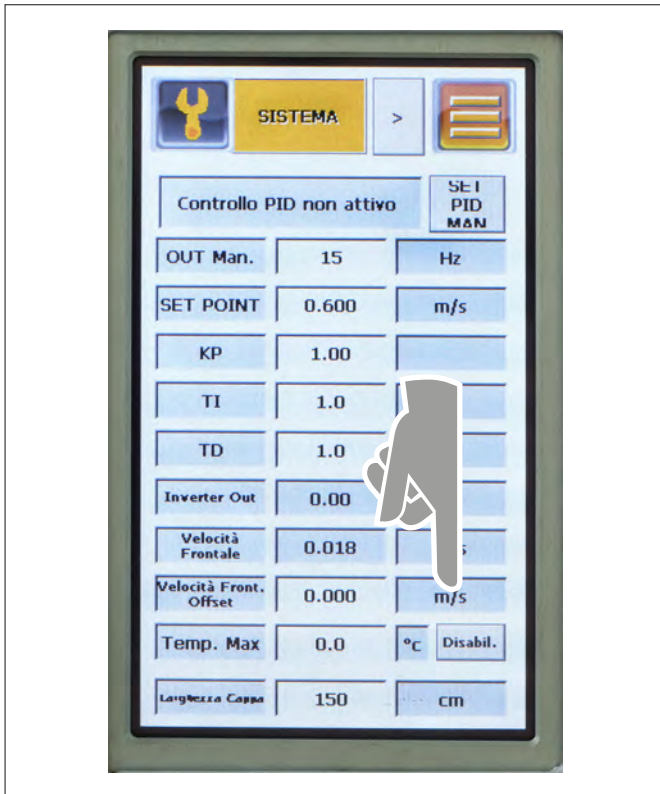 SISTEMA >
Controllo PID non attivo
SET
PID
MAN
OUT Man. 15 Hz
SET POINT 0.600 m/s
KP 1.00
TI 1.0
TD 1.0
Inverter Out 0.00
Velocità
Frontale 0.018 s
Velocità Front.
Offset 0.000 m/s
Temp. Max 0.0 °C Disabil.
Larghezza Cappa 150 cm